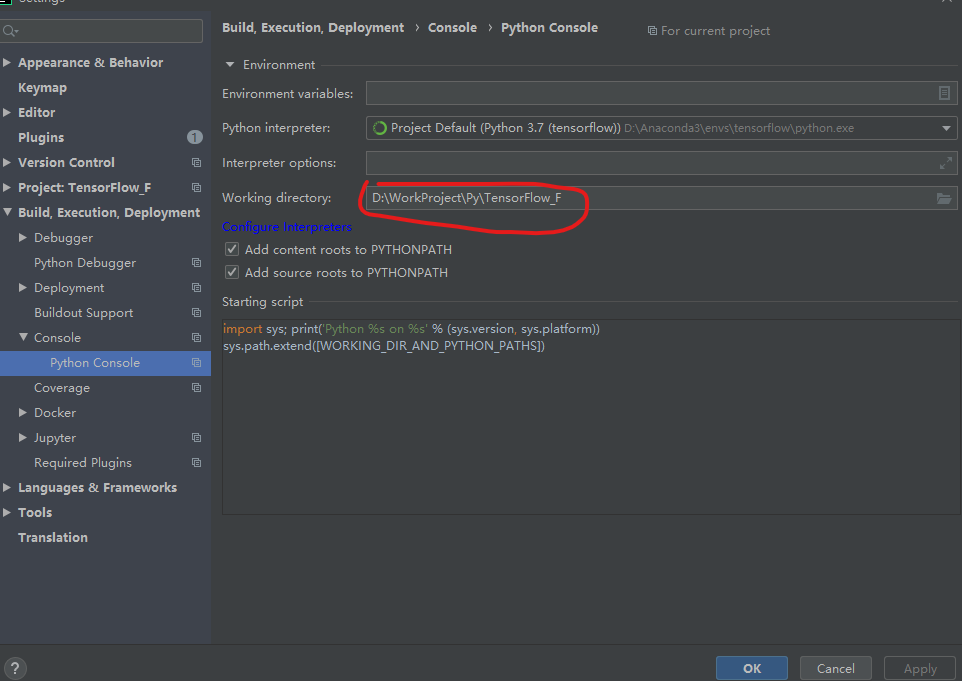 Settings
Build, Execution, Deployment › Console › Python Console
For current project
Appearance & Behavior
Keymap
Editor
Plugins 1
Version Control
Project: TensorFlow_F
Build, Execution, Deployment
Debugger
Python Debugger
Deployment
Buildout Support
Console
Python Console
Coverage
Docker
Jupyter
Required Plugins
Languages & Frameworks
Tools
Translation
Environment
Environment variables:
Python interpreter: Project Default (Python 3.7 (tensorflow)) D:\Anaconda3\envs\tensorflow\python.exe
Interpreter options:
Working directory: D:\WorkProject\Py\TensorFlow_F
Configure Interpreters
Add content roots to PYTHONPATH
Add source roots to PYTHONPATH
Starting script
import sys; print('Python %s on %s' % (sys.version, sys.platform))
sys.path.extend([WORKING_DIR_AND_PYTHON_PATHS])
?
OK Cancel Apply